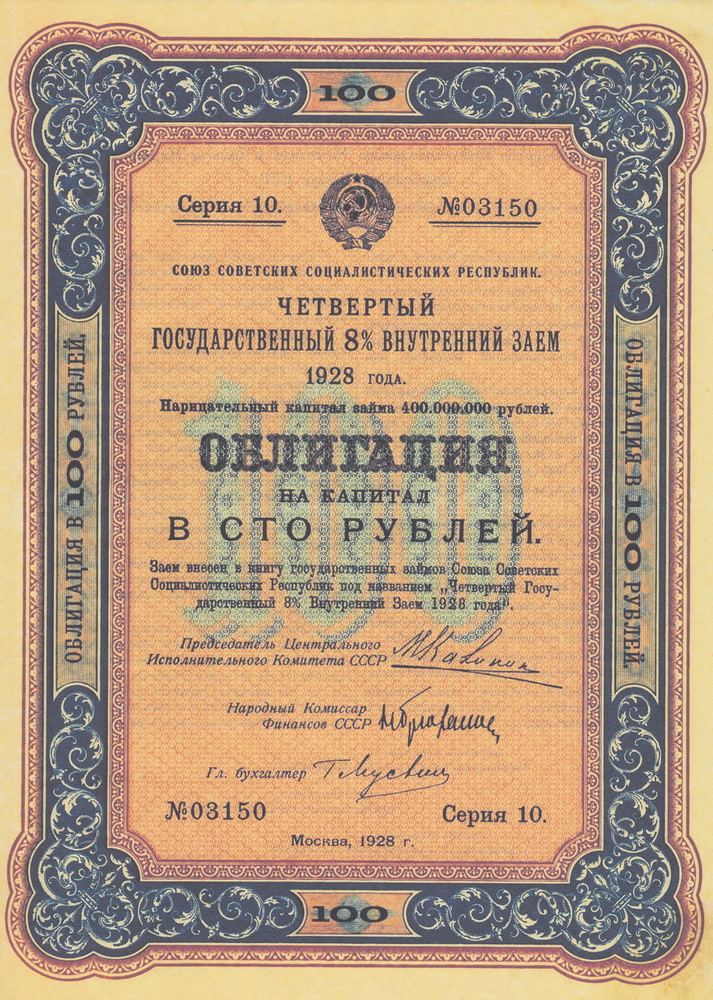 100
Серия 10.
№03150
СОЮЗ СОВЕТСКИХ СОЦИАЛИСТИЧЕСКИХ РЕСПУБЛИК.
ЧЕТВЕРТЫЙ
ГОСУДАРСТВЕННЫЙ 8% ВНУТРЕННИЙ ЗАЕМ
1928 ГОДА.
Нарицательный капитал займа 400.000.000 рублей.
100
ОБЛИГАЦИЯ
НА КАПИТАЛ
В СТО РУБЛЕЙ.
Заем внесен в книгу государственных займов Союза Советских
Социалистических Республик под названием „Четвертый Госу-
дарственный 8% Внутренний Заем 1928 года".
Председатель Центрального
Исполнительного Комитета СССР
М Калинин
Народный Комиссар
Финансов СССР
Гл. бухгалтер
№03150
Серия 10.
Москва, 1928 г.
100
ОБЛИГАЦИЯ В 100 РУБЛЕЙ.
ОБЛИГАЦИЯ В 100 РУБЛЕЙ.